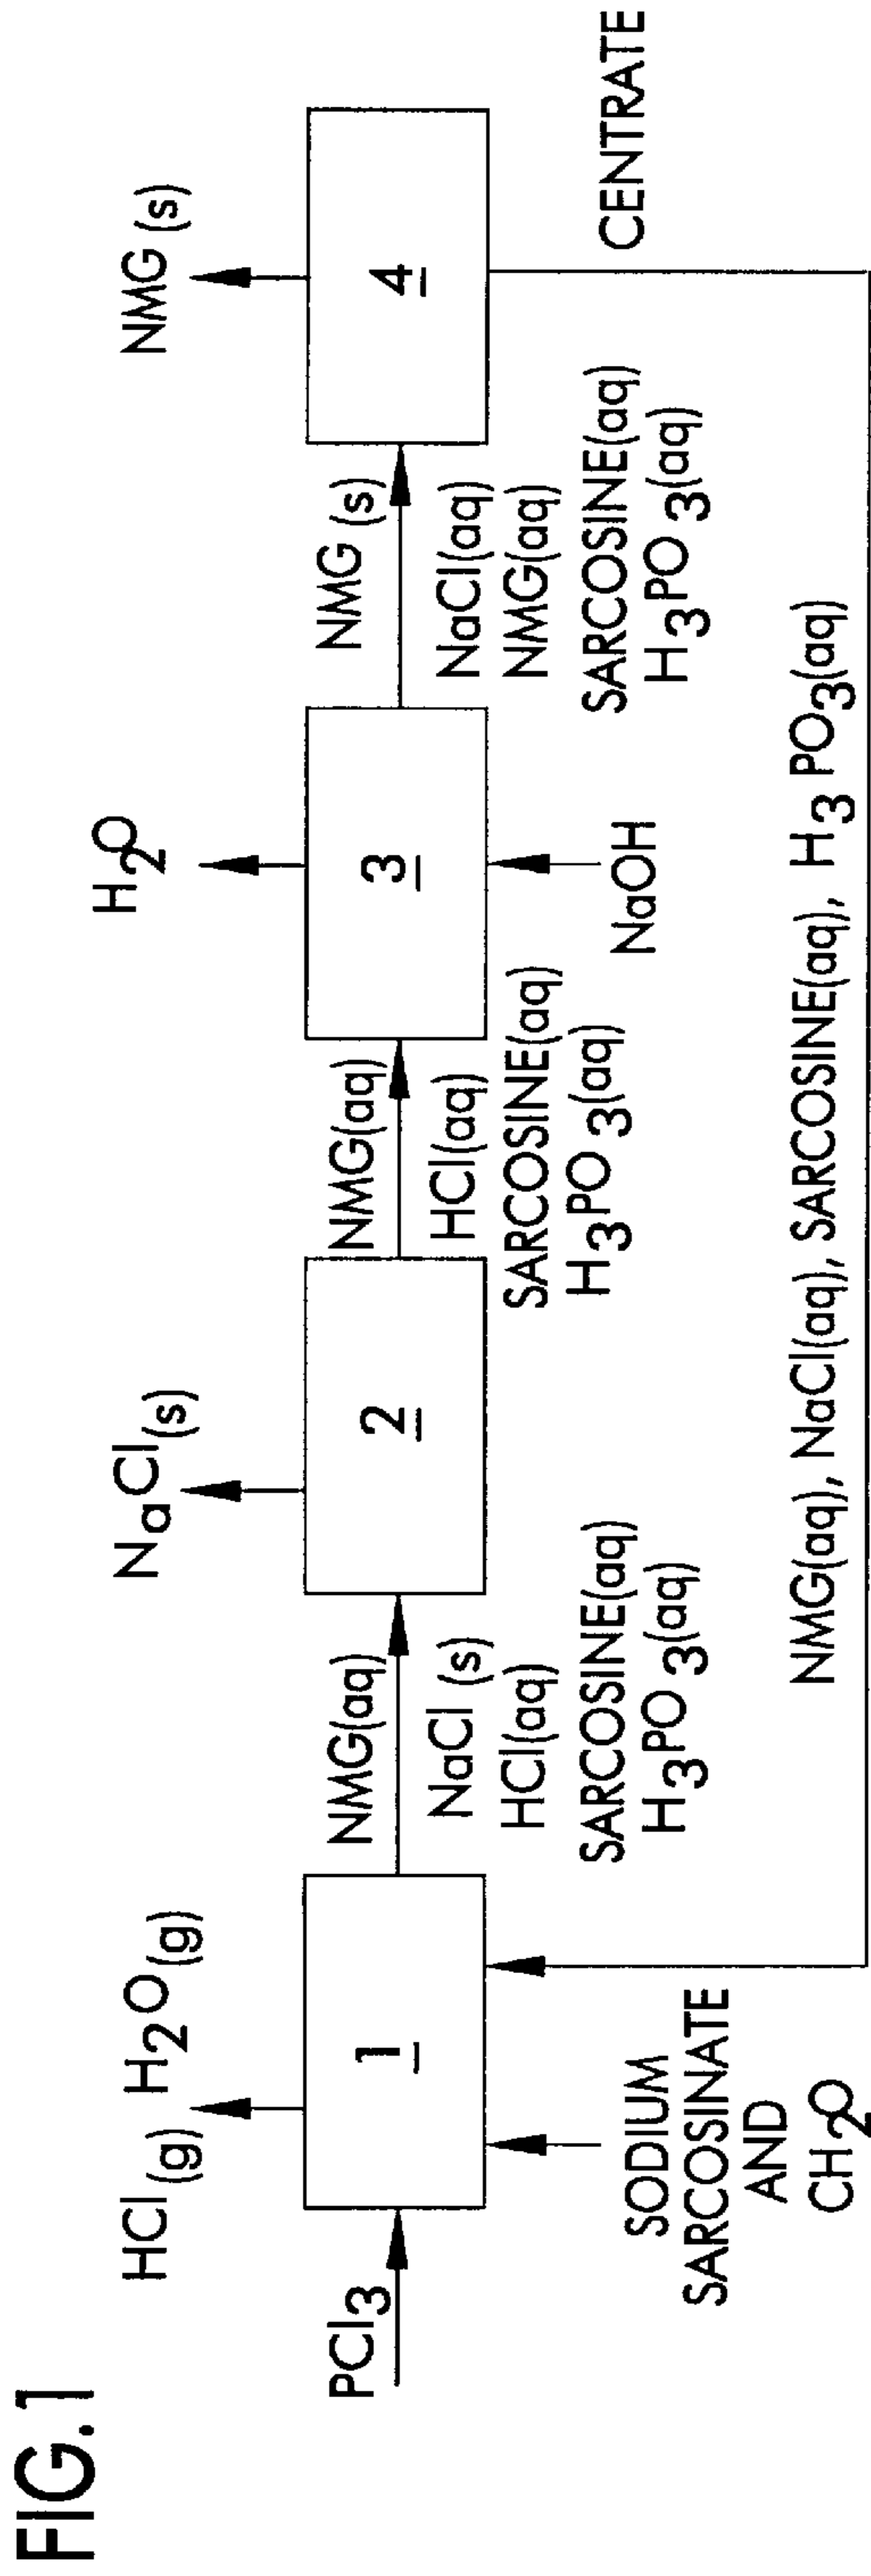 FIG. 1
PCl3
HCl(g) H2O(g)
1
SODIUM
SARCOSINATE
AND
CH2O
NMG(aq)
NaCl (s)
HCl(aq)
SARCOSINE(aq)
H3PO3(aq)
NaCl(s)
2
NMG(aq)
HCl(aq)
SARCOSINE(aq)
H3PO3(aq)
H2O
3
NaOH
NMG (s)
NaCl(aq)
NMG(aq)
SARCOSINE(aq)
H3PO3(aq)
NMG (s)
4
CENTRATE
NMG(aq), NaCl(aq), SARCOSINE(aq), H3 PO3(aq)